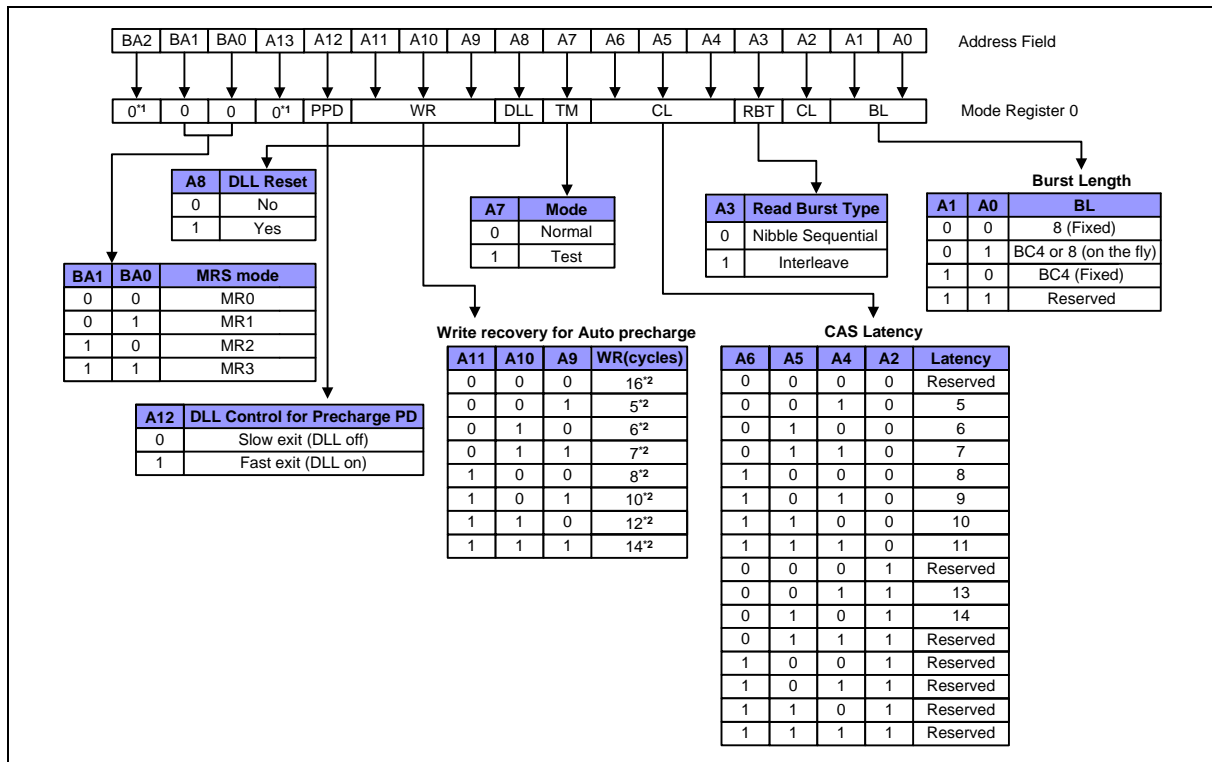 BA2 BA1 BA0 A13 A12 A11 A10 A9 A8 A7 A6 A5 A4 A3 A2 A1 A0 Address Field
0*1 0 0 0*1 PPD WR DLL TM CL RBT CL BL Mode Register 0
A8 DLL Reset
0 No
1 Yes
A7 Mode
0 Normal
1 Test
A3 Read Burst Type
0 Nibble Sequential
1 Interleave
Burst Length
A1 A0 BL
0 0 8 (Fixed)
0 1 BC4 or 8 (on the fly)
1 0 BC4 (Fixed)
1 1 Reserved
BA1 BA0 MRS mode
0 0 MR0
0 1 MR1
1 0 MR2
1 1 MR3
A12 DLL Control for Precharge PD
0 Slow exit (DLL off)
1 Fast exit (DLL on)
Write recovery for Auto precharge
A11 A10 A9 WR(cycles)
0 0 0 16*2
0 0 1 5*2
0 1 0 6*2
0 1 1 7*2
1 0 0 8*2
1 0 1 10*2
1 1 0 12*2
1 1 1 14*2
CAS Latency
A6 A5 A4 A2 Latency
0 0 0 0 Reserved
0 0 1 0 5
0 1 0 0 6
0 1 1 0 7
1 0 0 0 8
1 0 1 0 9
1 1 0 0 10
1 1 1 0 11
0 0 0 1 Reserved
0 0 1 1 13
0 1 0 1 14
0 1 1 1 Reserved
1 0 0 1 Reserved
1 0 1 1 Reserved
1 1 0 1 Reserved
1 1 1 1 Reserved